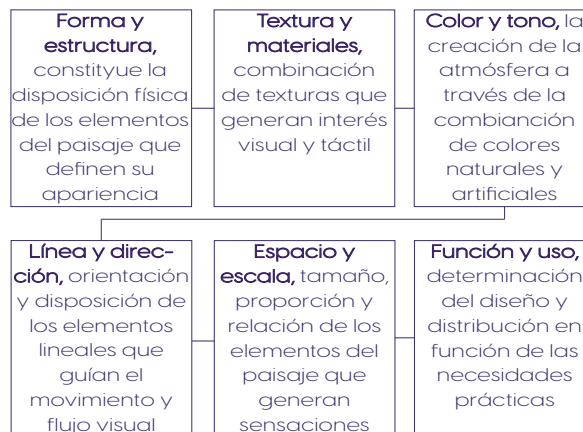 Forma y
estructura,
constityue la
disposición física
de los elementos
del paisaje que
definen su
apariencia
Textura y
materiales,
combinación
de texturas que
generan interés
visual y táctil
Color y tono, la
creación de la
atmósfera a
través de la
combianción
de colores
naturales y
artificiales
Línea y direc-
ción, orientación
y disposición de
los elementos
lineales que
guían el
movimiento y
flujo visual
Espacio y
escala, tamaño,
proporción y
relación de los
elementos del
paisaje que
generan
sensaciones
Función y uso,
determinación
del diseño y
distribución en
función de las
necesidades
prácticas